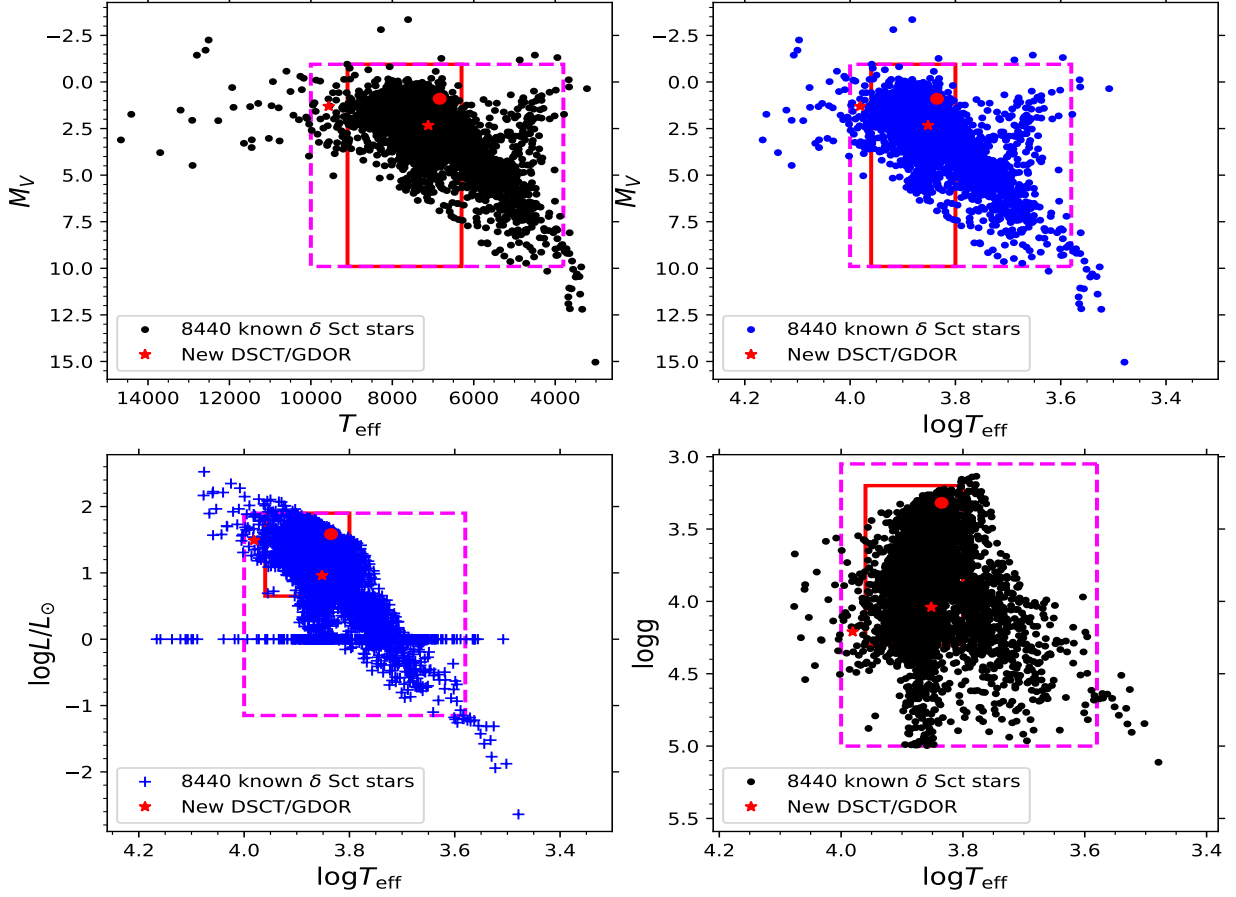 −2.5
0.0
2.5
5.0
7.5
10.0
12.5
15.0
M_V
8440 known δ Sct stars
New DSCT/GDOR
14000 12000 10000 8000 6000 4000
T_eff
−2.5
0.0
2.5
5.0
7.5
10.0
12.5
15.0
M_V
8440 known δ Sct stars
New DSCT/GDOR
4.2 4.0 3.8 3.6 3.4
logT_eff
2
1
0
−1
−2
logL/L_⊙
8440 known δ Sct stars
New DSCT/GDOR
4.2 4.0 3.8 3.6 3.4
logT_eff
3.0
3.5
4.0
4.5
5.0
5.5
logg
8440 known δ Sct stars
New DSCT/GDOR
4.2 4.0 3.8 3.6 3.4
logT_eff